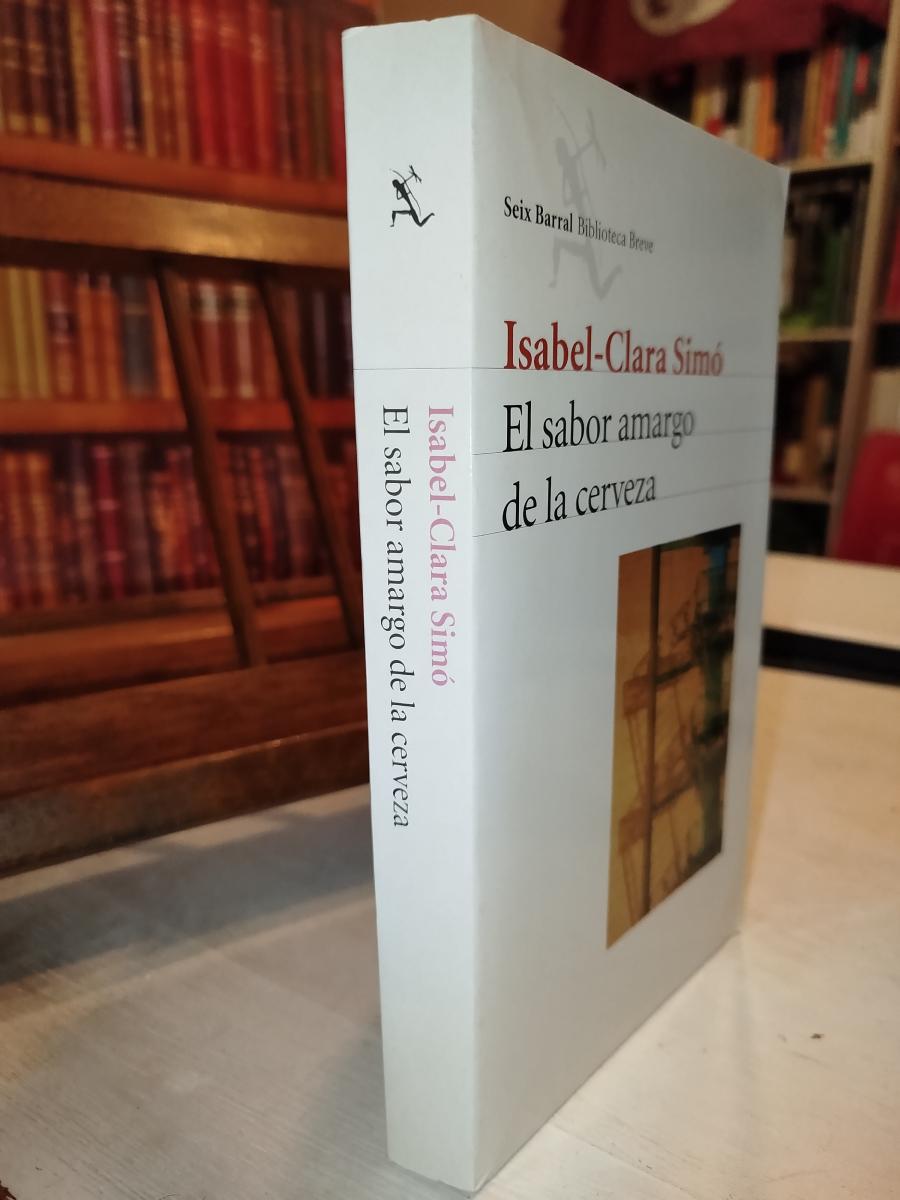 Seix Barral Biblioteca Breve
Isabel-Clara Simó
El sabor amargo
de la cerveza
Isabel-Clara Simó
El sabor amargo de la cerveza